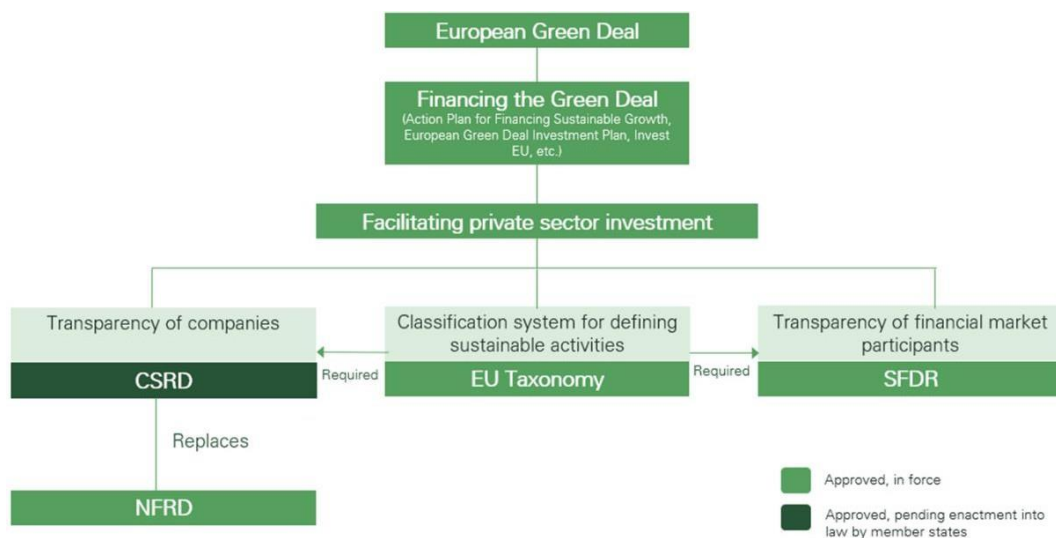 European Green Deal
Financing the Green Deal
(Action Plan for Financing Sustainable Growth,
European Green Deal Investment Plan, Invest
EU, etc.)
Facilitating private sector investment
Transparency of companies
CSRD
Required
Classification system for defining
sustainable activities
EU Taxonomy
Required
Transparency of financial market
participants
SFDR
Replaces
NFRD
Approved, in force
Approved, pending enactment into
law by member states